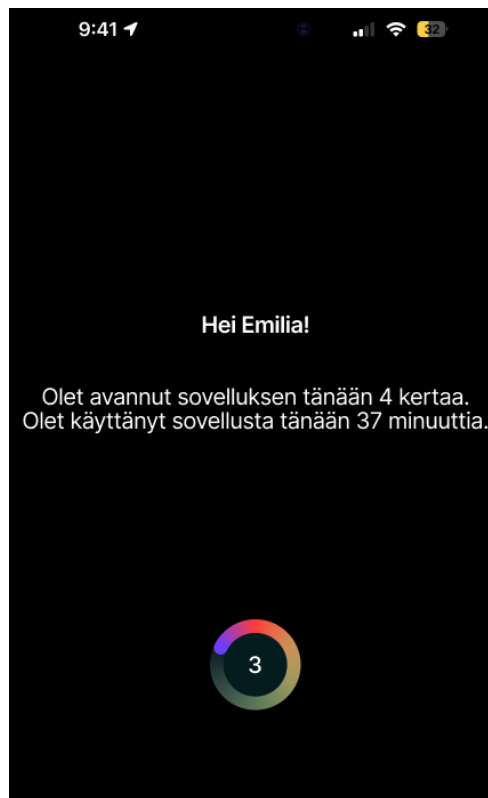 9:41
32
Hei Emilia!
Olet avannut sovelluksen tänään 4 kertaa.
Olet käyttänyt sovellusta tänään 37 minuuttia.
3